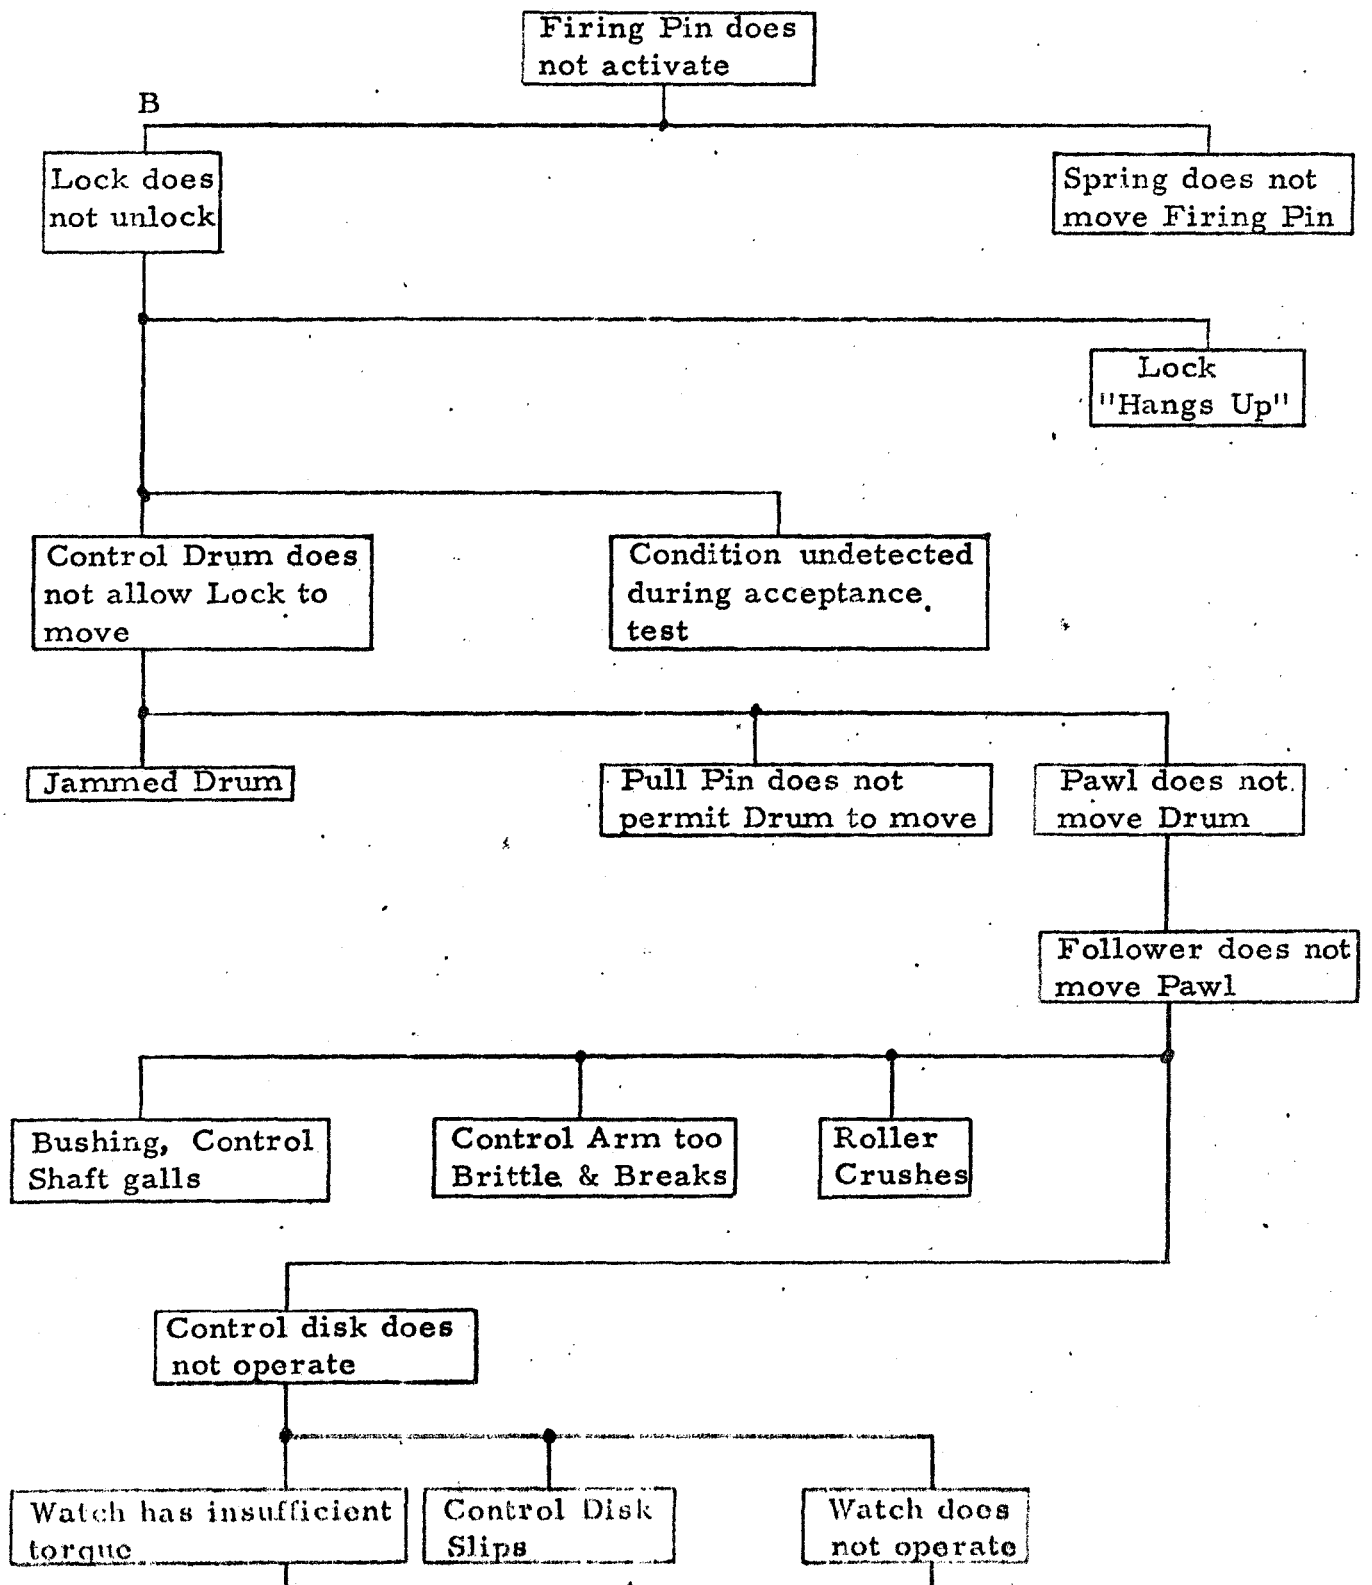 Firing Pin does
not activate
B
Lock does
not unlock
Spring does not
move Firing Pin
Lock
"Hangs Up"
Control Drum does
not allow Lock to
move
Condition undetected
during acceptance
test
Jammed Drum
Pull Pin does not
permit Drum to move
Pawl does not
move Drum
Follower does not
move Pawl
Bushing, Control
Shaft galls
Control Arm too
Brittle & Breaks
Roller
Crushes
Control disk does
not operate
Watch has insufficient
torque
Control Disk
Slips
Watch does
not operate